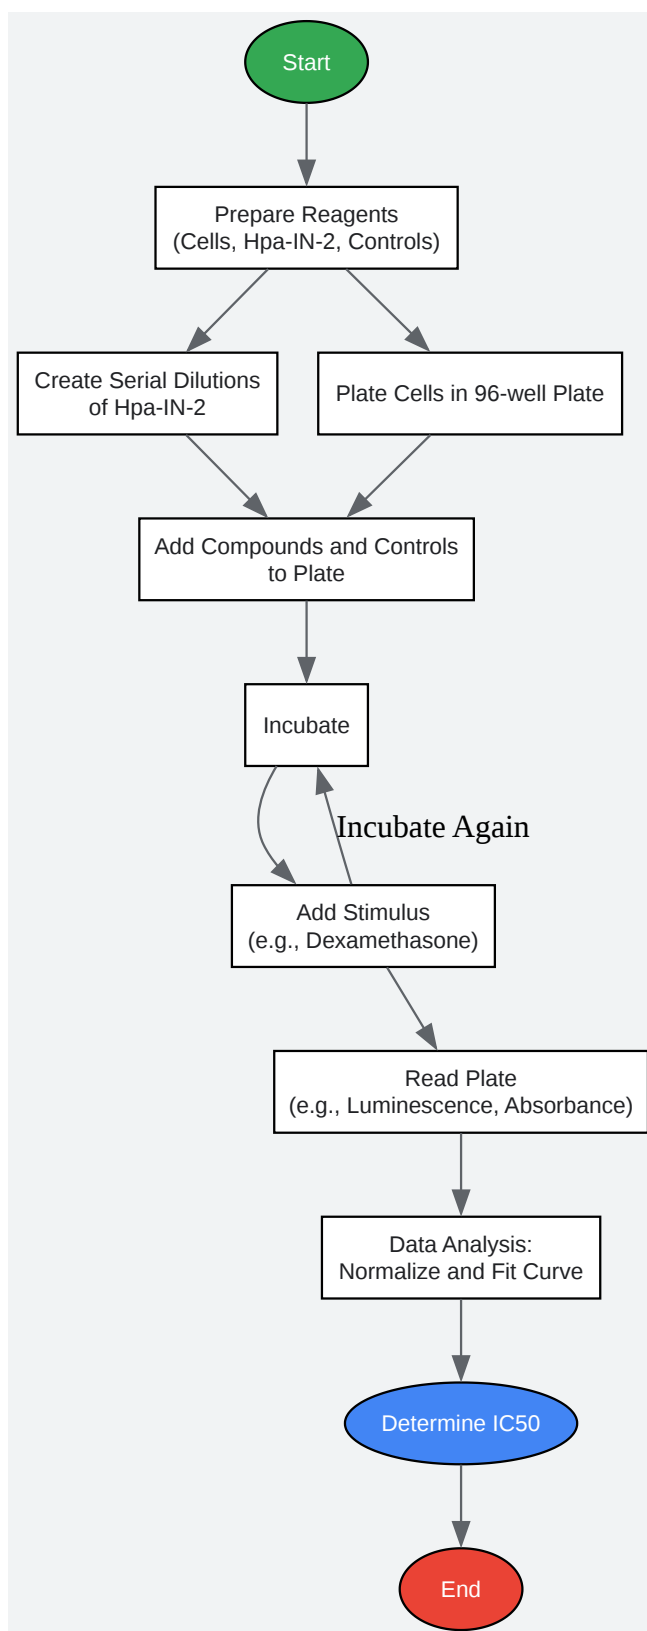 Start
Prepare Reagents
(Cells, Hpa-IN-2, Controls)
Create Serial Dilutions
of Hpa-IN-2
Plate Cells in 96-well Plate
Add Compounds and Controls
to Plate
Incubate
Incubate Again
Add Stimulus
(e.g., Dexamethasone)
Read Plate
(e.g., Luminescence, Absorbance)
Data Analysis:
Normalize and Fit Curve
Determine IC50
End